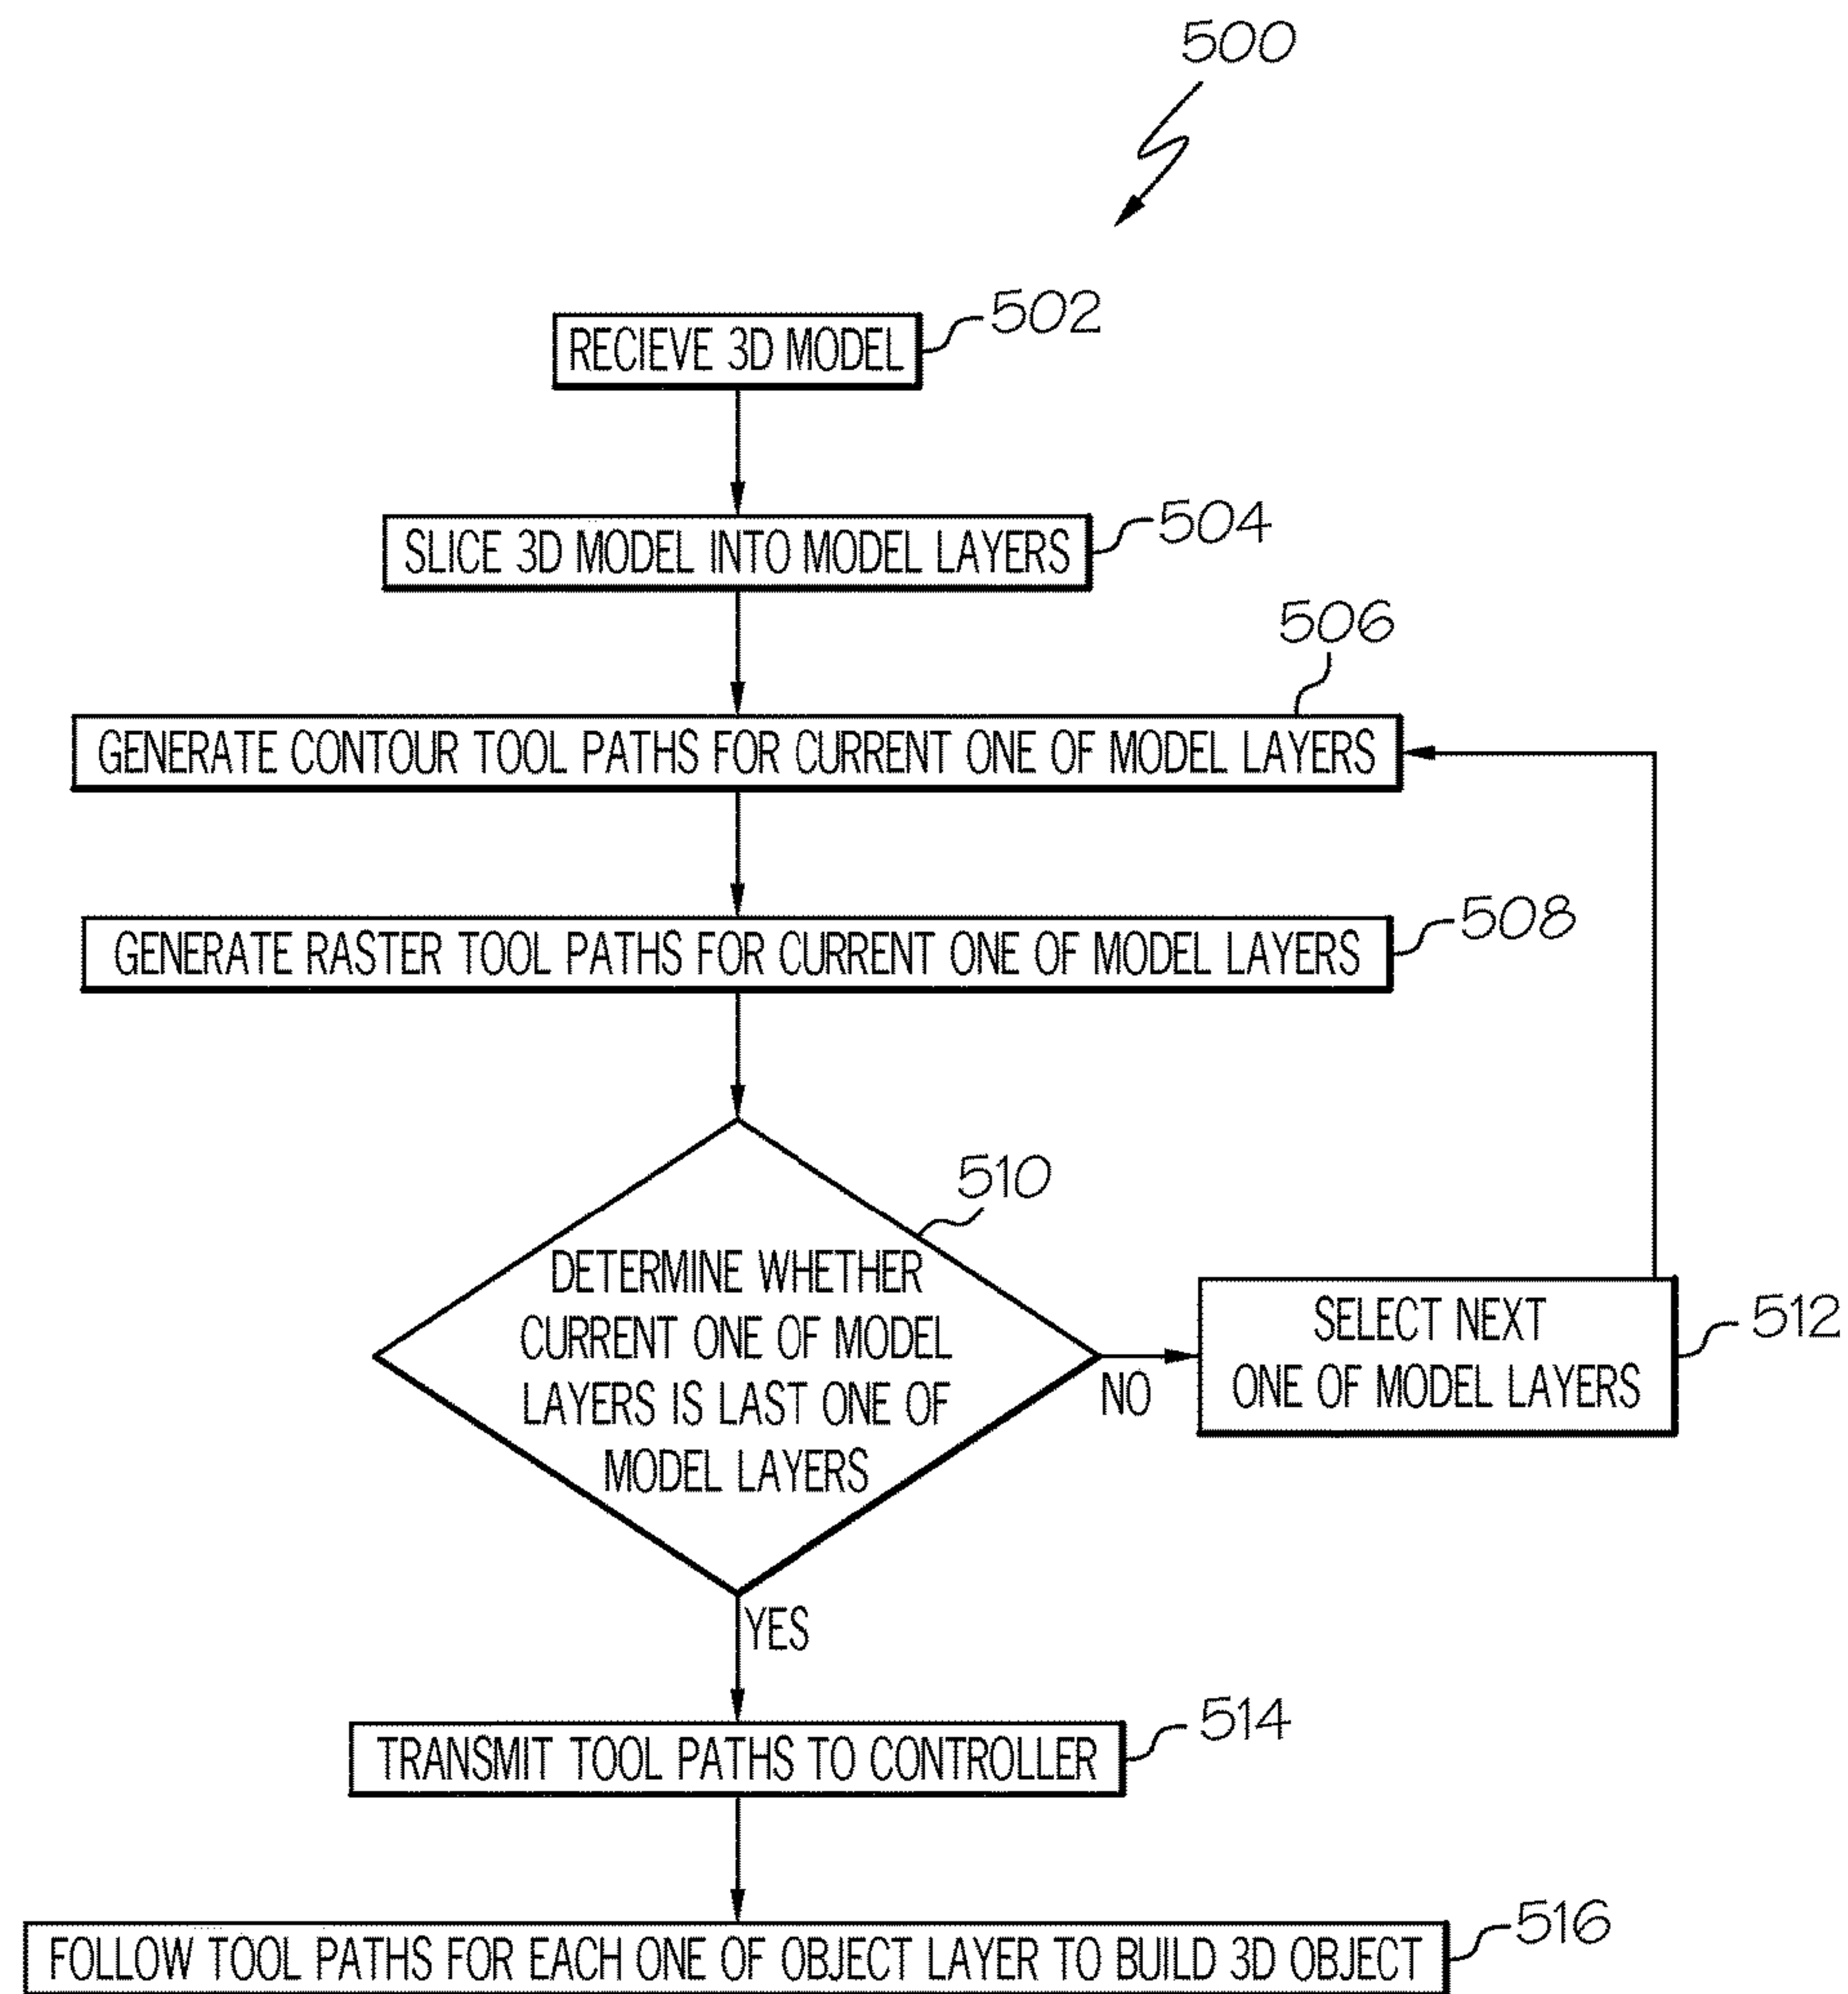 500
RECIEVE 3D MODEL
502
SLICE 3D MODEL INTO MODEL LAYERS
504
506
GENERATE CONTOUR TOOL PATHS FOR CURRENT ONE OF MODEL LAYERS
GENERATE RASTER TOOL PATHS FOR CURRENT ONE OF MODEL LAYERS
508
510
DETERMINE WHETHER
CURRENT ONE OF MODEL
LAYERS IS LAST ONE OF
MODEL LAYERS
NO
SELECT NEXT
ONE OF MODEL LAYERS
512
YES
TRANSMIT TOOL PATHS TO CONTROLLER
514
FOLLOW TOOL PATHS FOR EACH ONE OF OBJECT LAYER TO BUILD 3D OBJECT
516